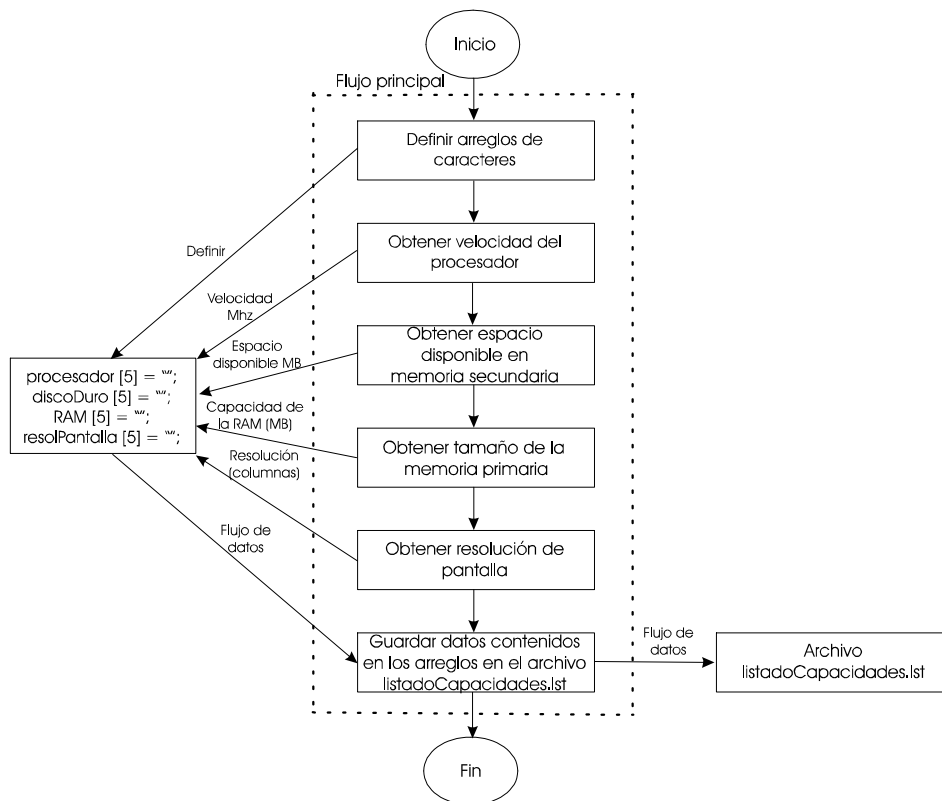 Inicio
Flujo principal
Definir arreglos de
caracteres
Definir
Obtener velocidad del
procesador
Velocidad
Mhz
Obtener espacio
disponible en
memoria secundaria
Espacio
disponible MB
procesador [5] = “”;
discoDuro [5] = “”;
RAM [5] = “”;
resolPantalla [5] = “”;
Capacidad de
la RAM (MB)
Obtener tamaño de la
memoria primaria
Resolución
(columnas)
Obtener resolución de
pantalla
Flujo de
datos
Guardar datos contenidos
en los arreglos en el archivo
listadoCapacidades.lst
Flujo de
datos
Archivo
listadoCapacidades.lst
Fin